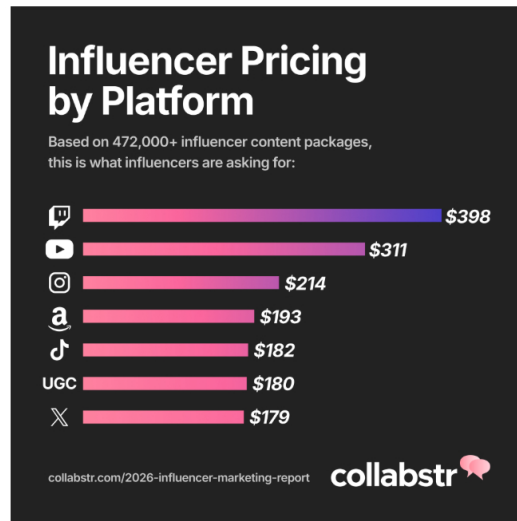 Influencer Pricing
by Platform
Based on 472,000+ influencer content packages,
this is what influencers are asking for:
$398
$311
$214
a $193
$182
UGC $180
X $179
collabstr.com/2026-influencer-marketing-report
collabstr